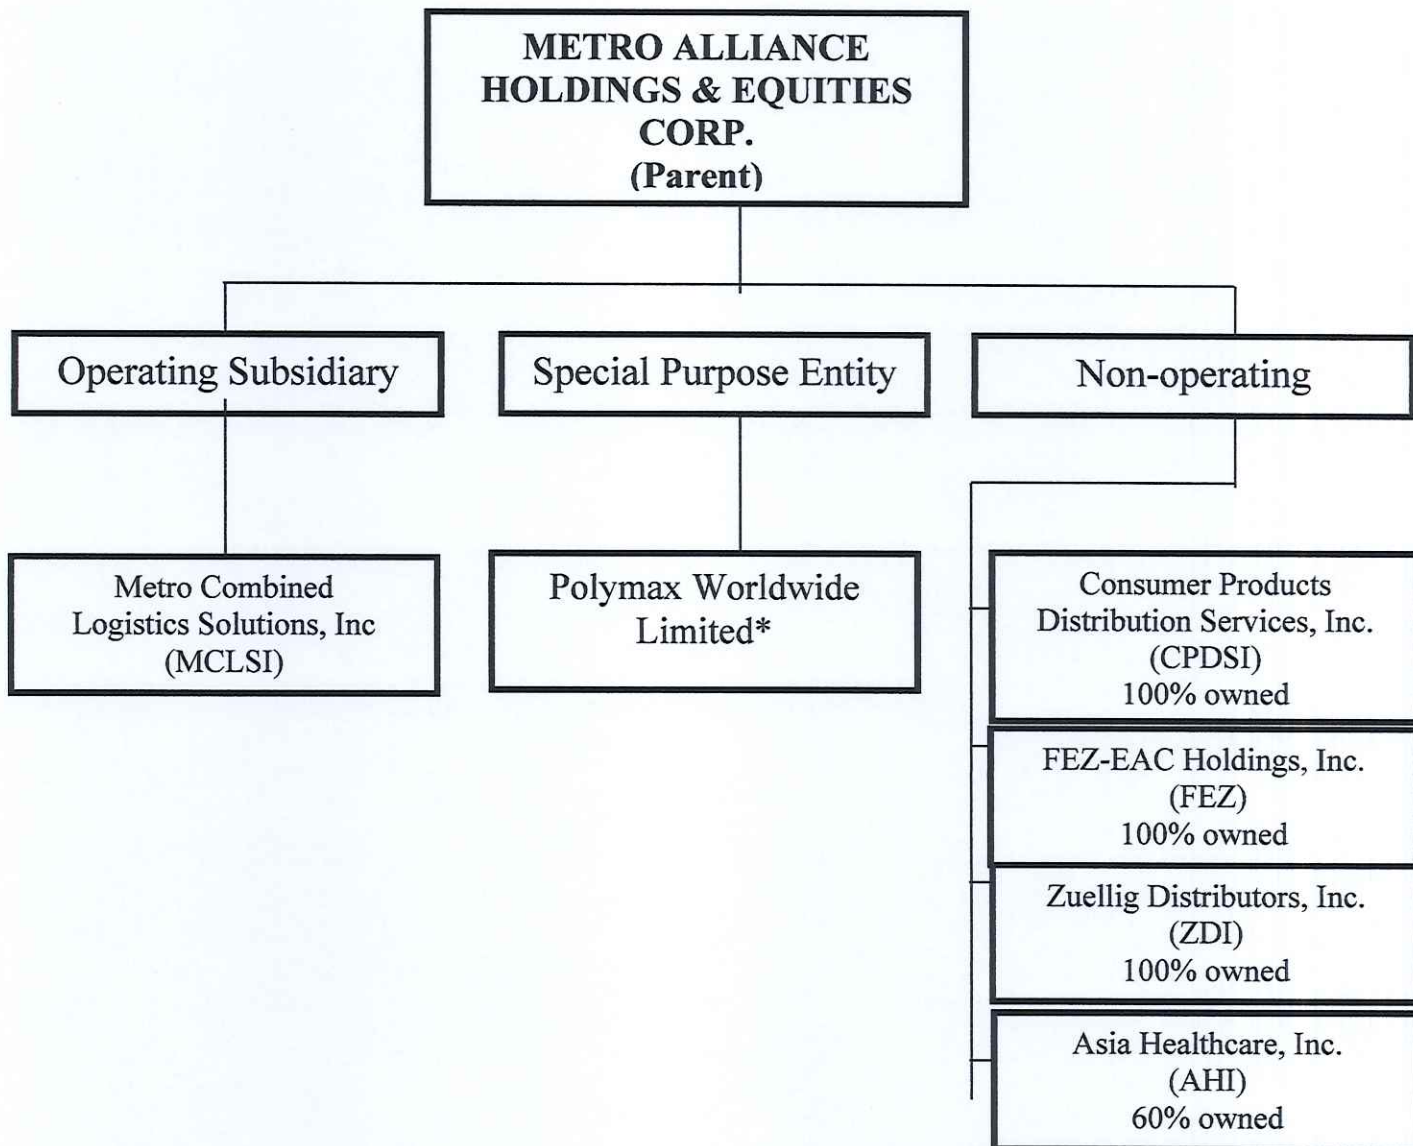 METRO ALLIANCE
HOLDINGS & EQUITIES
CORP.
(Parent)
Operating Subsidiary
Special Purpose Entity
Non-operating
Metro Combined
Logistics Solutions, Inc
(MCLSI)
Polymax Worldwide
Limited*
Consumer Products
Distribution Services, Inc.
(CPDSI)
100% owned
FEZ-EAC Holdings, Inc.
(FEZ)
100% owned
Zuellig Distributors, Inc.
(ZDI)
100% owned
Asia Healthcare, Inc.
(AHI)
60% owned